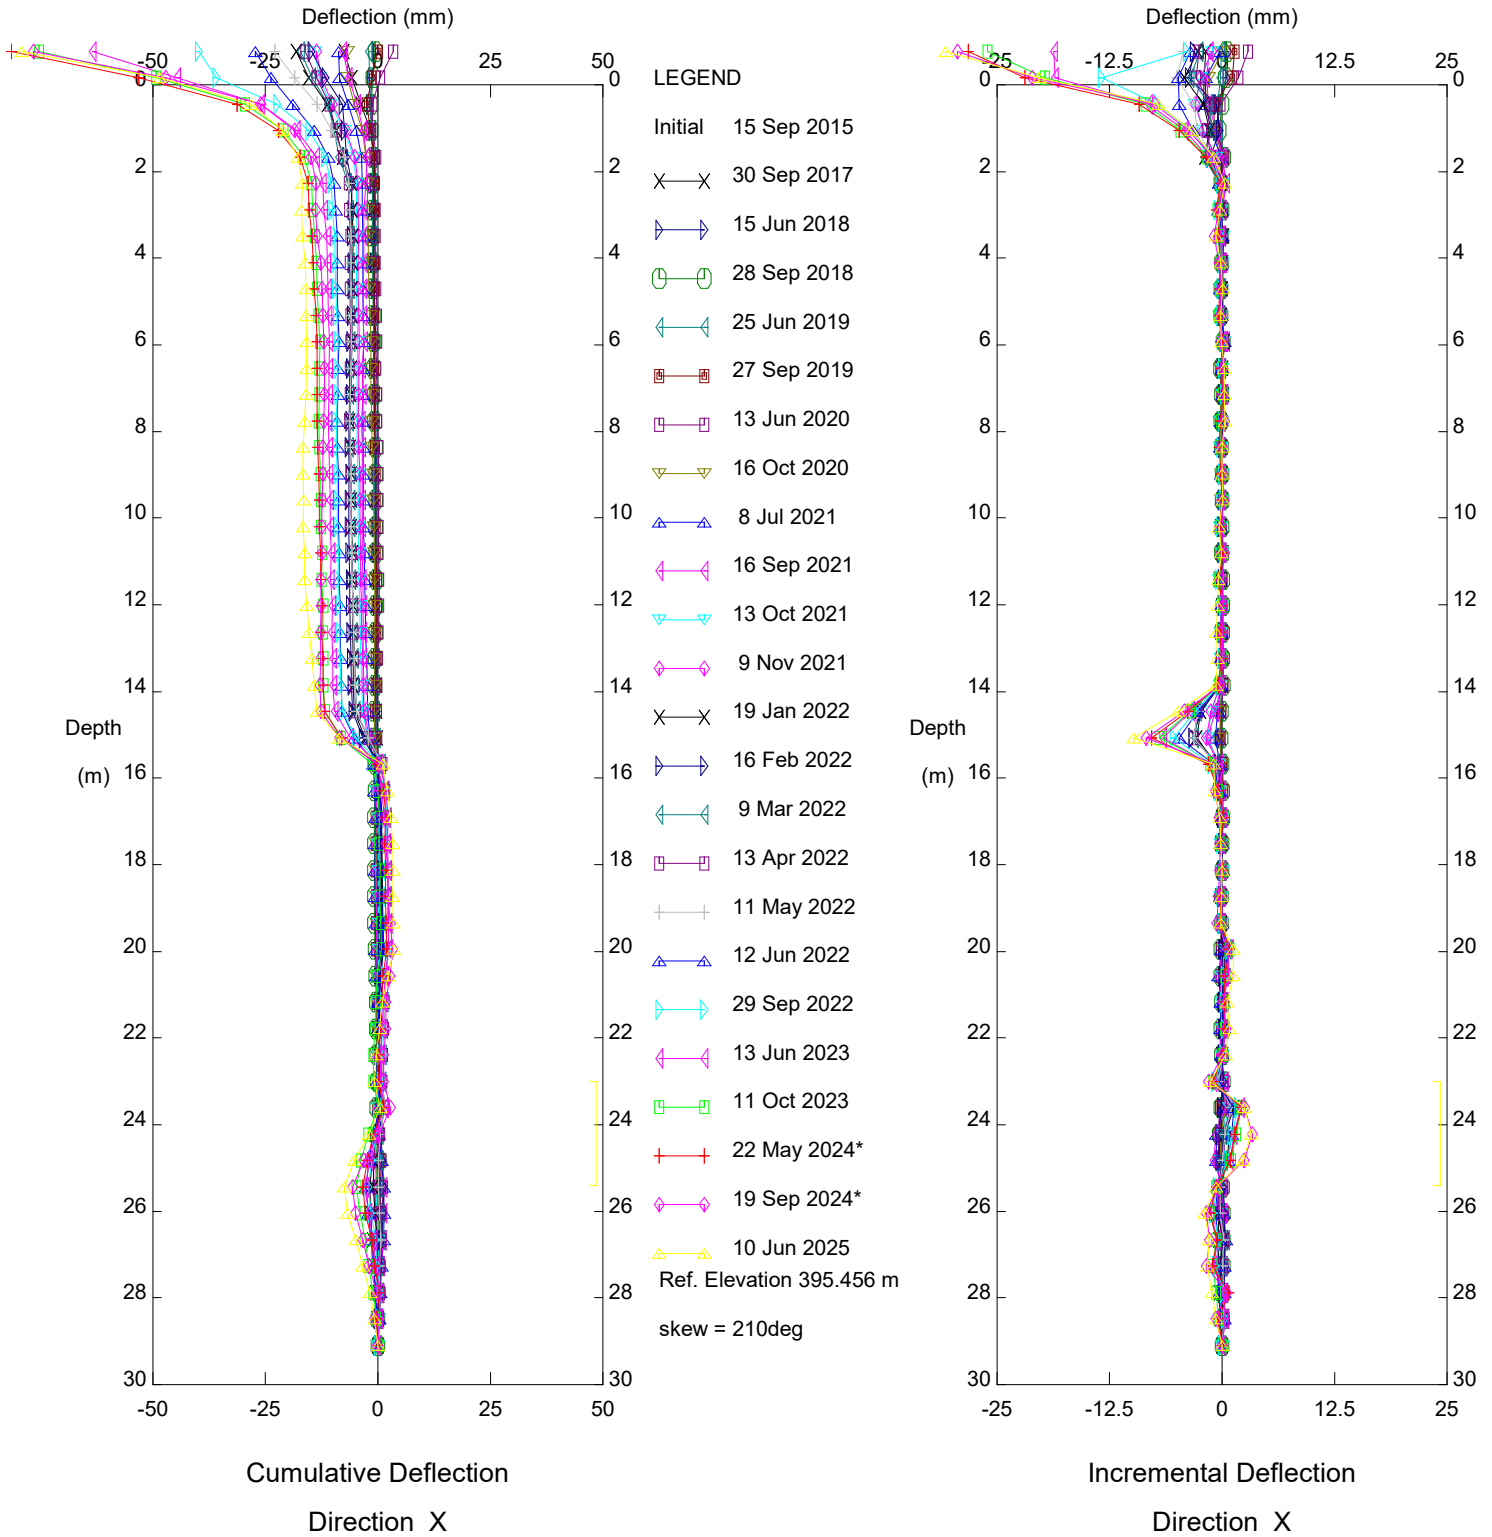 Deflection (mm)
-50 -25 0 25 50
0 0
2 2
4 4
6 6
8 8
10 10
12 12
14 14
Depth
(m)
16 16
18 18
20 20
22 22
24 24
26 26
28 28
30 30
-50 -25 0 25 50
Cumulative Deflection
Direction X
LEGEND
Initial 15 Sep 2015
30 Sep 2017
15 Jun 2018
28 Sep 2018
25 Jun 2019
27 Sep 2019
13 Jun 2020
16 Oct 2020
8 Jul 2021
16 Sep 2021
13 Oct 2021
9 Nov 2021
19 Jan 2022
16 Feb 2022
9 Mar 2022
13 Apr 2022
11 May 2022
12 Jun 2022
29 Sep 2022
13 Jun 2023
11 Oct 2023
22 May 2024*
19 Sep 2024*
10 Jun 2025
Ref. Elevation 395.456 m
skew = 210deg
Deflection (mm)
-25 -12.5 0 12.5 25
0 0
2 2
4 4
6 6
8 8
10 10
12 12
14 14
Depth
(m)
16 16
18 18
20 20
22 22
24 24
26 26
28 28
30 30
-25 -12.5 0 12.5 25
Incremental Deflection
Direction X